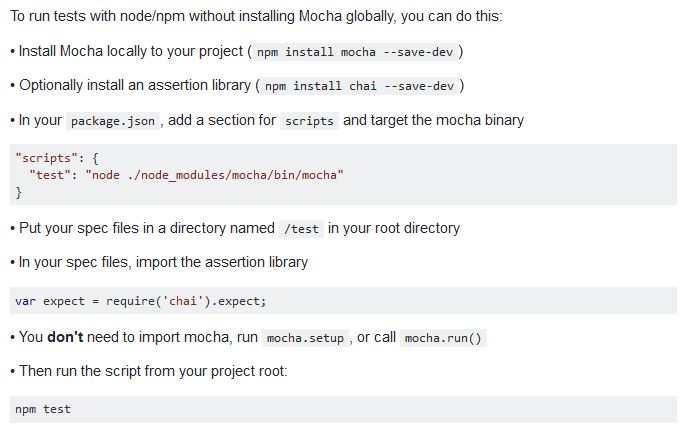 To run tests with node/npm without installing Mocha globally, you can do this:
• Install Mocha locally to your project ( npm install mocha --save-dev )
• Optionally install an assertion library ( npm install chai --save-dev )
• In your package.json , add a section for scripts and target the mocha binary
"scripts": {
  "test": "node ./node_modules/mocha/bin/mocha"
}
• Put your spec files in a directory named /test in your root directory
• In your spec files, import the assertion library
var expect = require('chai').expect;
• You don't need to import mocha, run mocha.setup , or call mocha.run()
• Then run the script from your project root:
npm test